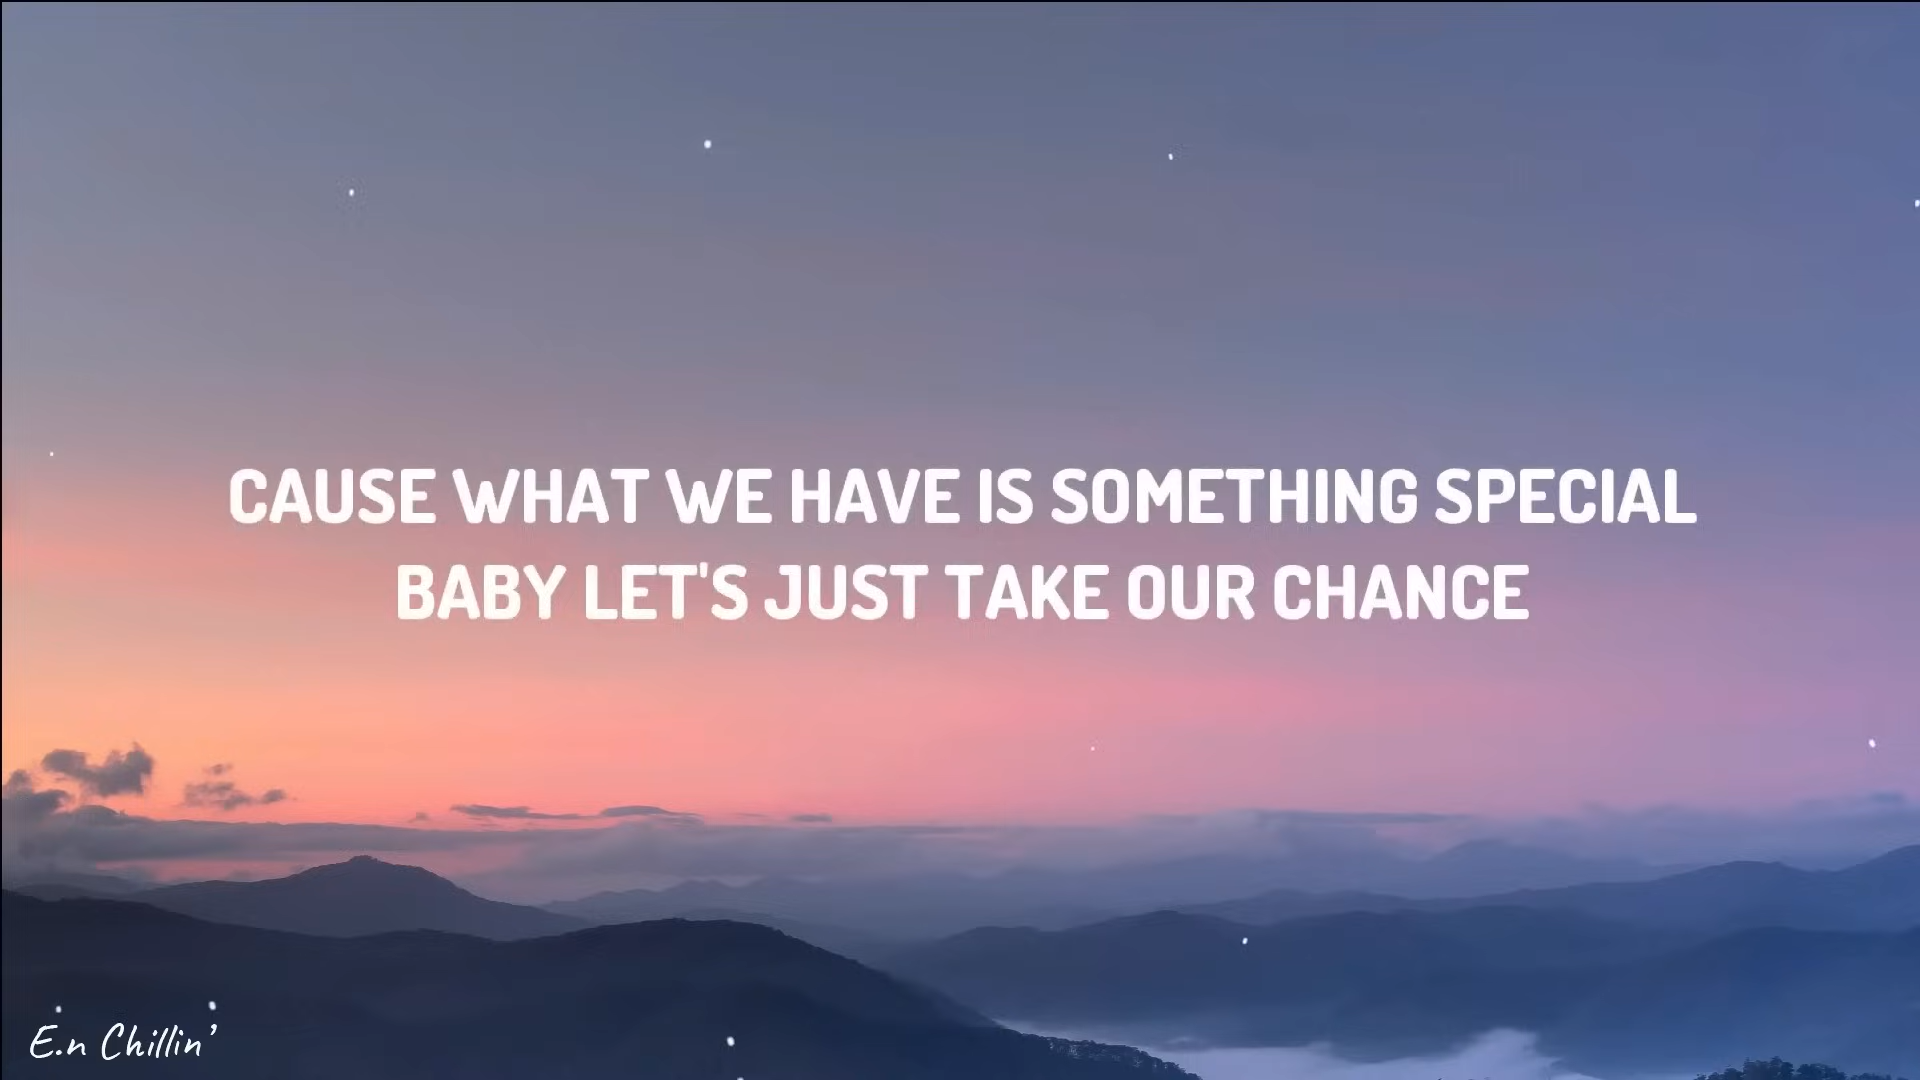 CAUSE WHAT WE HAVE IS SOMETHING SPECIAL
BABY LET'S JUST TAKE OUR CHANCE
E.n Chillin'